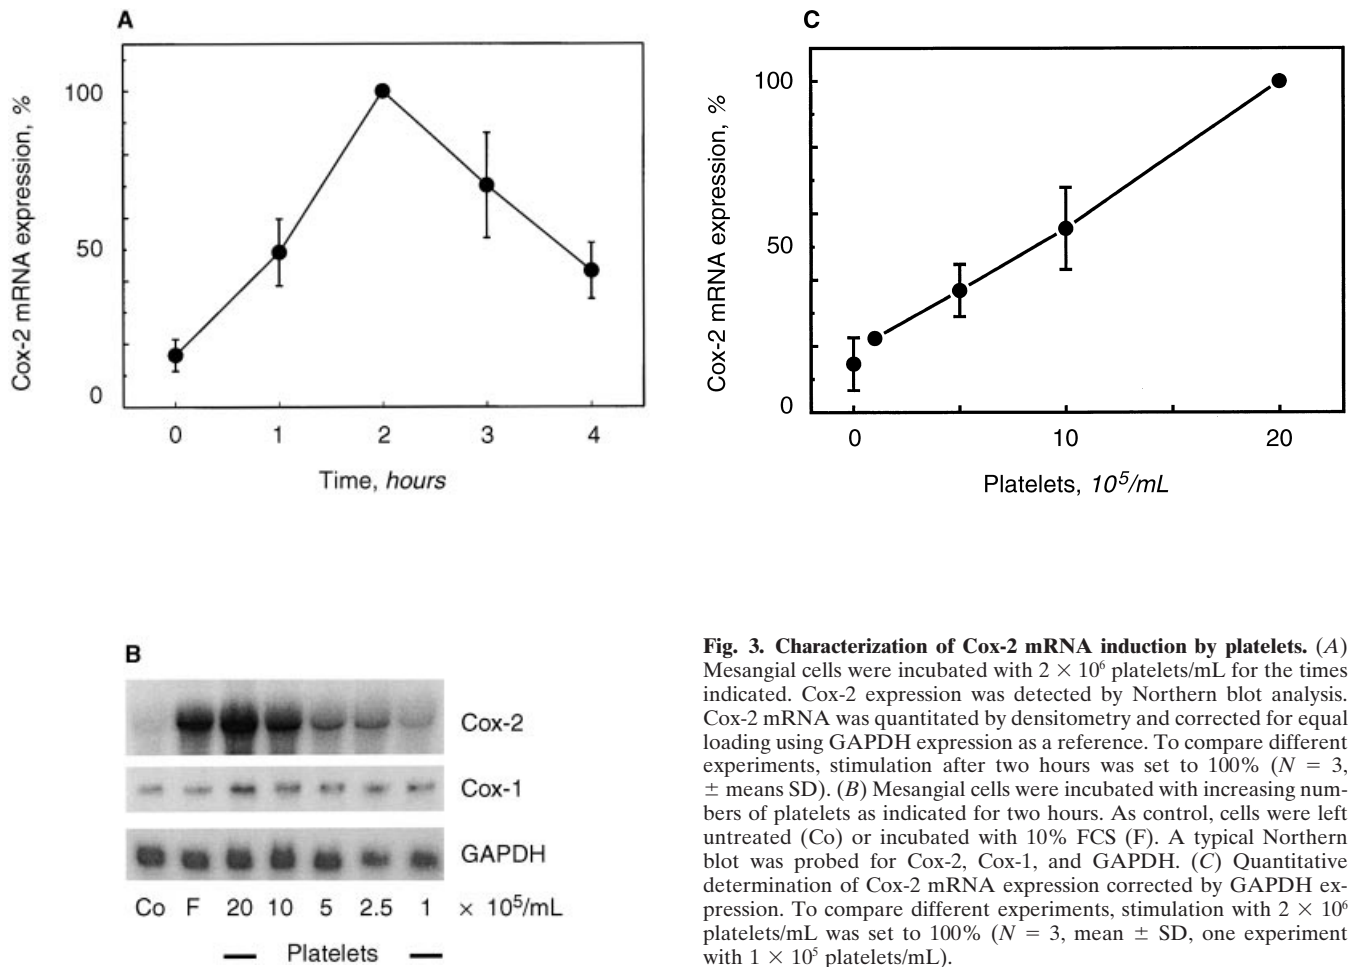 A
Cox-2 mRNA expression, %
100
50
0
0 1 2 3 4
Time, hours
C
Cox-2 mRNA expression, %
100
50
0
0 10 20
Platelets, 10⁵/mL
B
Cox-2
Cox-1
GAPDH
Co F 20 10 5 2.5 1 × 10⁵/mL
Platelets
Fig. 3. Characterization of Cox-2 mRNA induction by platelets. (A)
Mesangial cells were incubated with 2 × 10⁶ platelets/mL for the times
indicated. Cox-2 expression was detected by Northern blot analysis.
Cox-2 mRNA was quantitated by densitometry and corrected for equal
loading using GAPDH expression as a reference. To compare different
experiments, stimulation after two hours was set to 100% (N = 3,
± means SD). (B) Mesangial cells were incubated with increasing num-
bers of platelets as indicated for two hours. As control, cells were left
untreated (Co) or incubated with 10% FCS (F). A typical Northern
blot was probed for Cox-2, Cox-1, and GAPDH. (C) Quantitative
determination of Cox-2 mRNA expression corrected by GAPDH ex-
pression. To compare different experiments, stimulation with 2 × 10⁶
platelets/mL was set to 100% (N = 3, mean ± SD, one experiment
with 1 × 10⁵ platelets/mL).